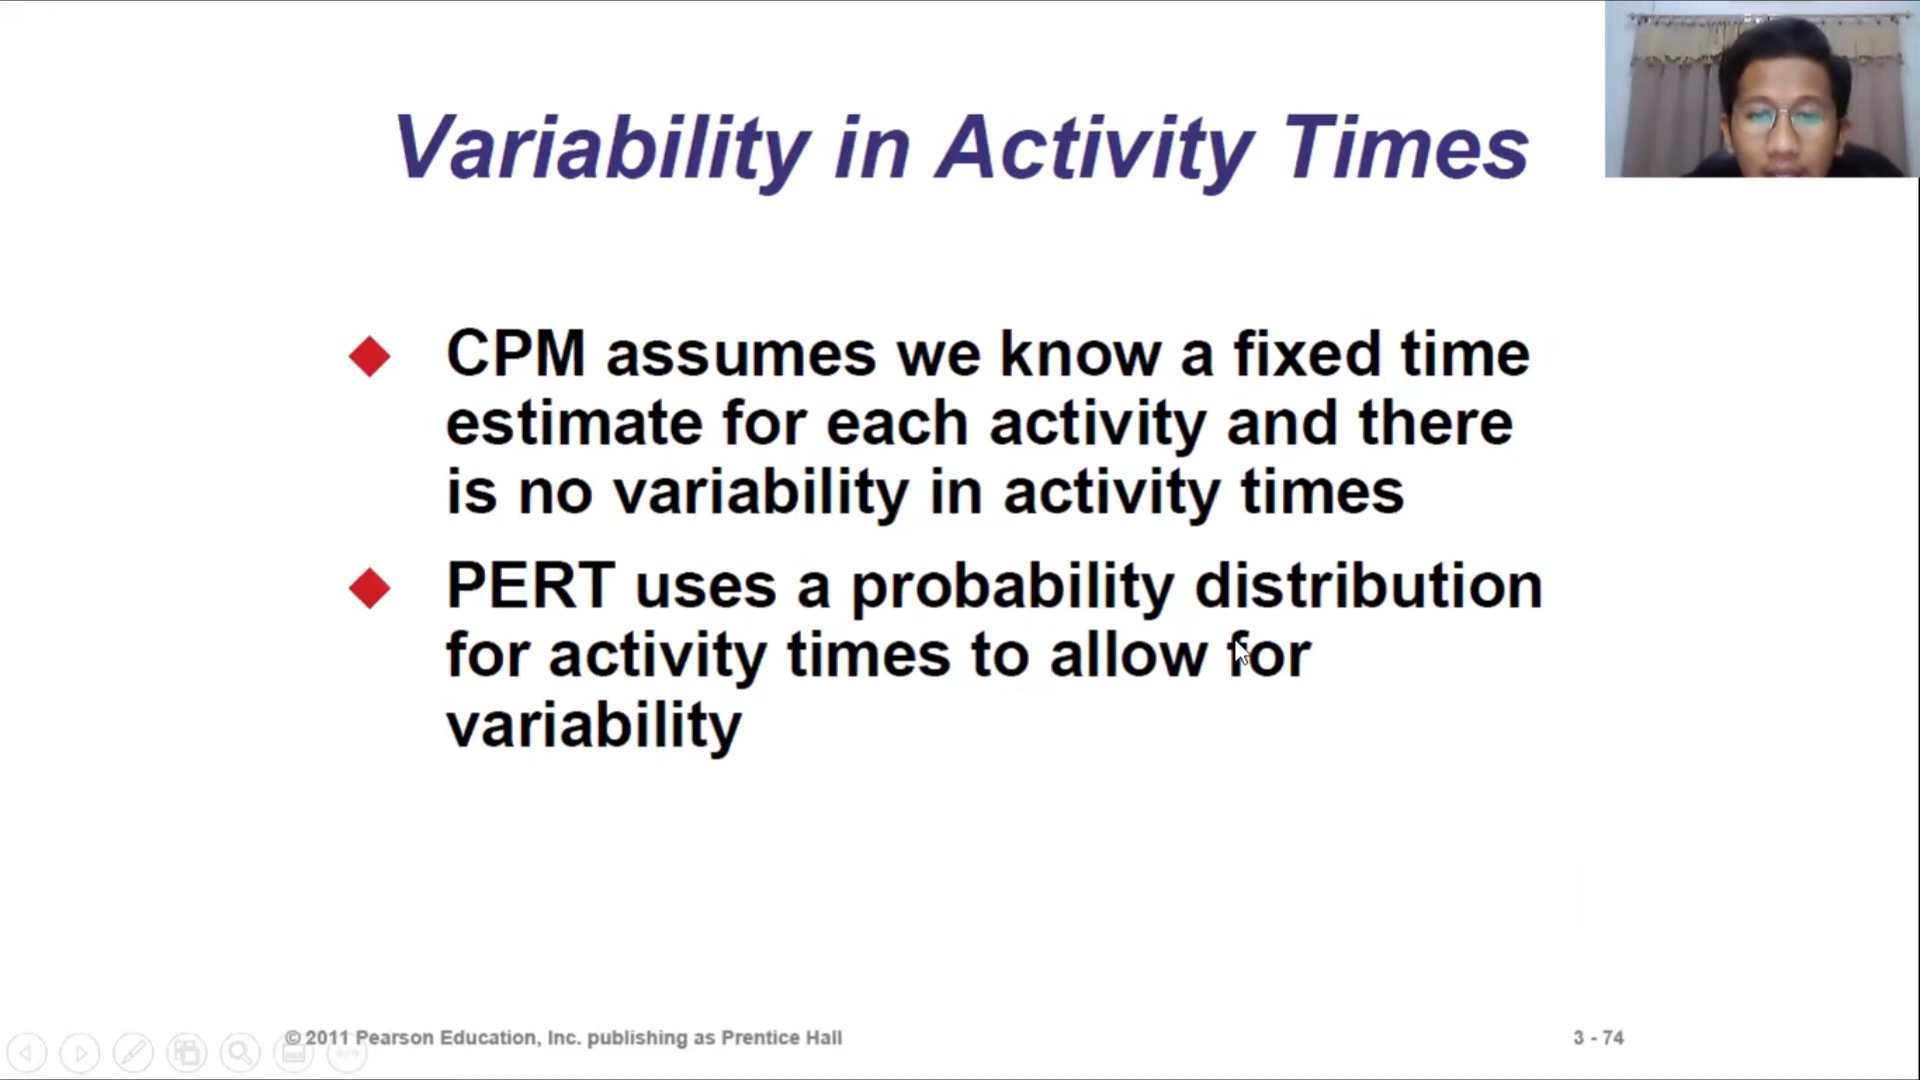 Variability in Activity Times
CPM assumes we know a fixed time
estimate for each activity and there
is no variability in activity times
PERT uses a probability distribution
for activity times to allow for
variability
© 2011 Pearson Education, Inc. publishing as Prentice Hall
3 - 74